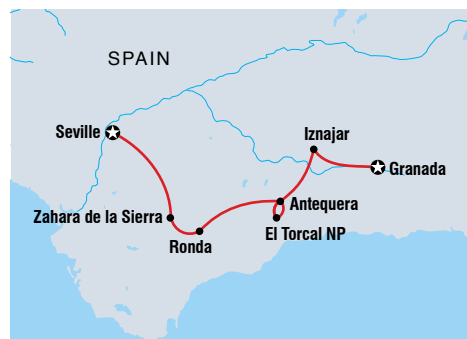 SPAIN
Iznajar
Seville
Granada
Antequera
Zahara de la Sierra
El Torcal NP
Ronda